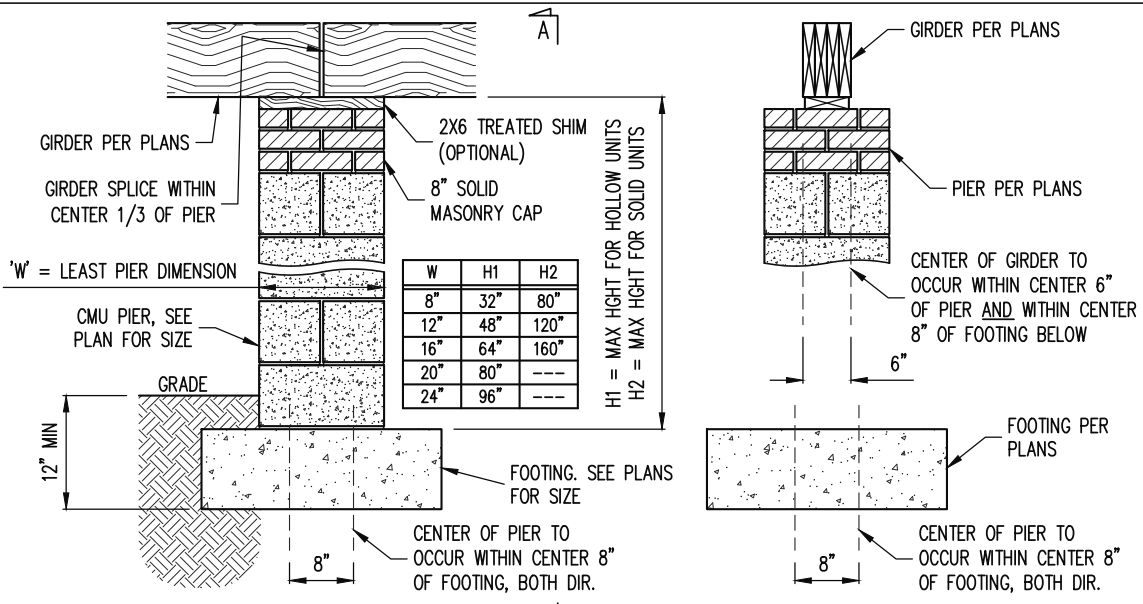 A
GIRDER PER PLANS
GIRDER SPLICE WITHIN
CENTER 1/3 OF PIER
2X6 TREATED SHIM
(OPTIONAL)
8" SOLID
MASONRY CAP
'W' = LEAST PIER DIMENSION
CMU PIER, SEE
PLAN FOR SIZE
W H1 H2
8" 32" 80"
12" 48" 120"
16" 64" 160"
20" 80" ---
24" 96" ---
H1 = MAX HGHT FOR HOLLOW UNITS
H2 = MAX HGHT FOR SOLID UNITS
GRADE
12" MIN
FOOTING. SEE PLANS
FOR SIZE
8"
CENTER OF PIER TO
OCCUR WITHIN CENTER 8"
OF FOOTING, BOTH DIR.
GIRDER PER PLANS
PIER PER PLANS
CENTER OF GIRDER TO
OCCUR WITHIN CENTER 6"
OF PIER AND WITHIN CENTER
8" OF FOOTING BELOW
6"
FOOTING PER
PLANS
8"
CENTER OF PIER TO
OCCUR WITHIN CENTER 8"
OF FOOTING, BOTH DIR.